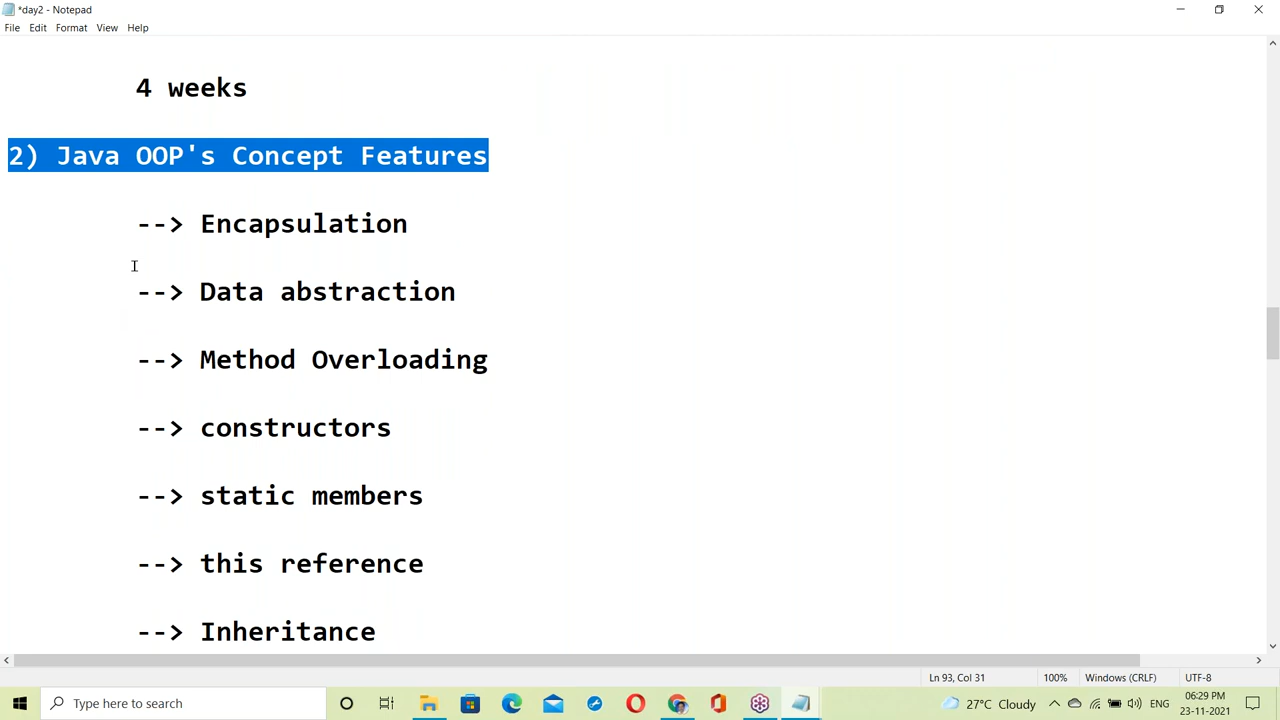 *day2 - Notepad
File Edit Format View Help
4 weeks
2) Java OOP's Concept Features
--> Encapsulation
--> Data abstraction
--> Method Overloading
--> constructors
--> static members
--> this reference
--> Inheritance
Ln 93, Col 31 100% Windows (CRLF) UTF-8
Type here to search
27°C Cloudy
ENG
06:29 PM
23-11-2021